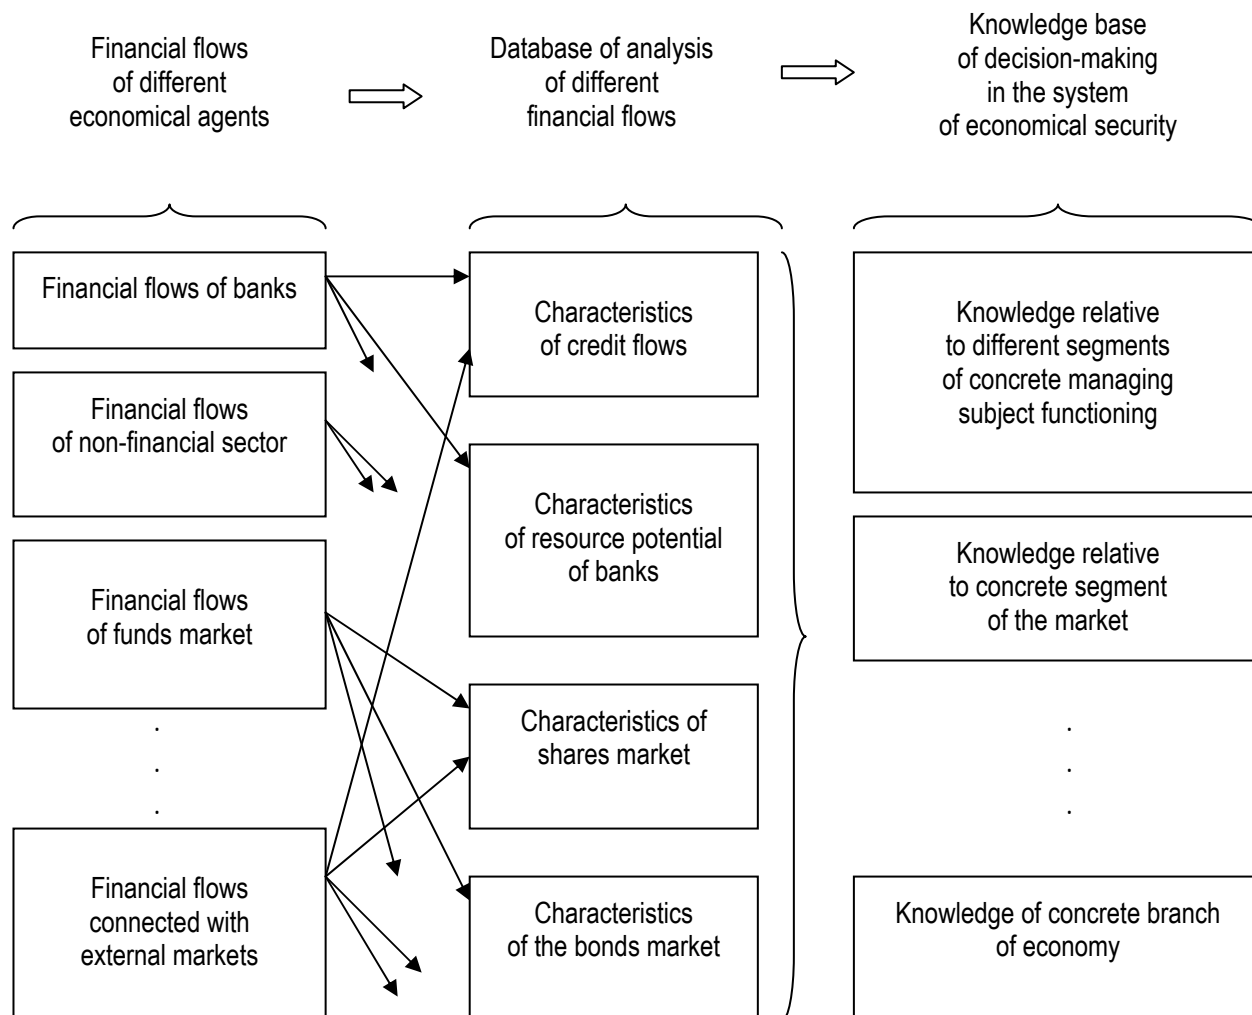 Financial flows
of different
economical agents
Database of analysis
of different
financial flows
Knowledge base
of decision-making
in the system
of economical security
Financial flows of banks
Financial flows
of non-financial sector
Financial flows
of funds market
.
.
.
Financial flows
connected with
external markets
Characteristics
of credit flows
Characteristics
of resource potential
of banks
Characteristics of
shares market
Characteristics
of the bonds market
Knowledge relative
to different segments
of concrete managing
subject functioning
Knowledge relative
to concrete segment
of the market
.
.
.
Knowledge of concrete branch
of economy